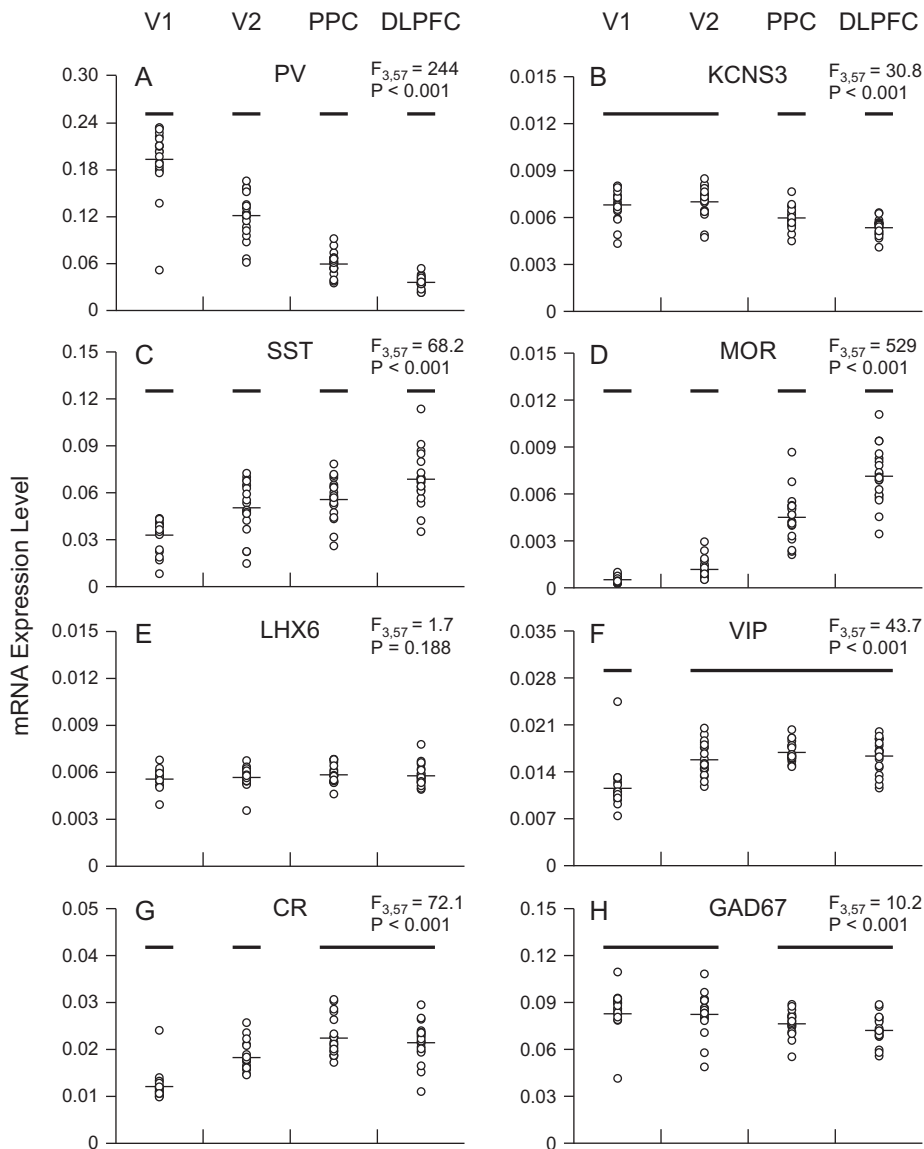 V1 V2 PPC DLPFC V1 V2 PPC DLPFC
mRNA Expression Level
A PV F3,57 = 244
P < 0.001
0.30
0.24
0.18
0.12
0.06
0
B KCNS3 F3,57 = 30.8
P < 0.001
0.015
0.012
0.009
0.006
0.003
0
C SST F3,57 = 68.2
P < 0.001
0.15
0.12
0.09
0.06
0.03
0
D MOR F3,57 = 529
P < 0.001
0.015
0.012
0.009
0.006
0.003
0
E LHX6 F3,57 = 1.7
P = 0.188
0.015
0.012
0.009
0.006
0.003
0
F VIP F3,57 = 43.7
P < 0.001
0.035
0.028
0.021
0.014
0.007
0
G CR F3,57 = 72.1
P < 0.001
0.05
0.04
0.03
0.02
0.01
0
H GAD67 F3,57 = 10.2
P < 0.001
0.15
0.12
0.09
0.06
0.03
0